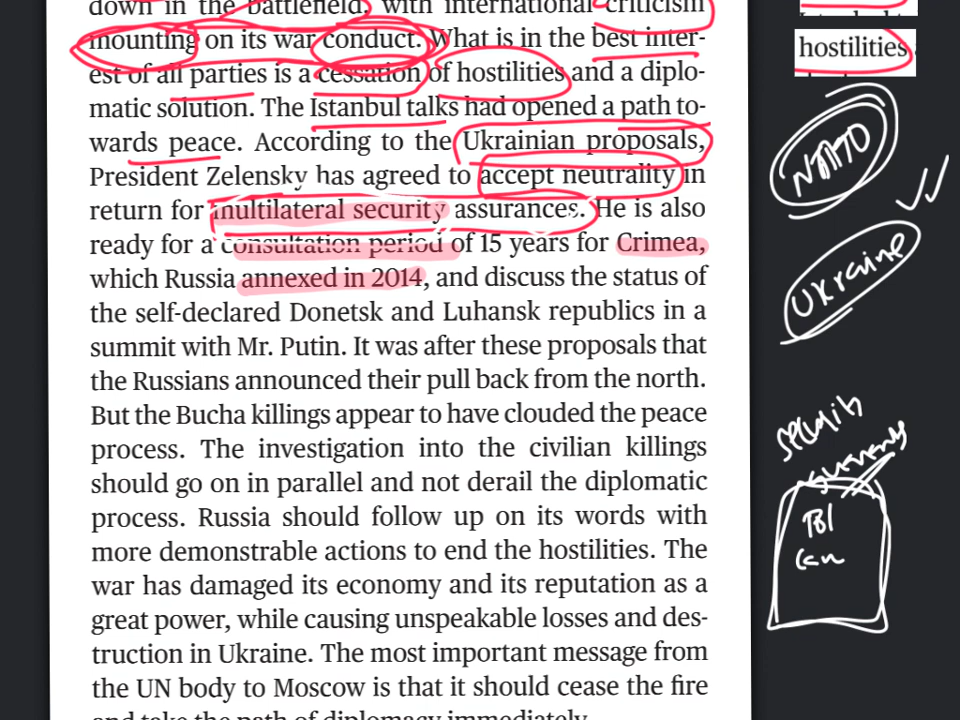 down in the battlefield, with international criticism
mounting on its war conduct. What is in the best inter-
est of all parties is a cessation of hostilities and a diplo-
matic solution. The Istanbul talks had opened a path to-
wards peace. According to the Ukrainian proposals,
President Zelensky has agreed to accept neutrality in
return for multilateral security assurances. He is also
ready for a consultation period of 15 years for Crimea,
which Russia annexed in 2014, and discuss the status of
the self-declared Donetsk and Luhansk republics in a
summit with Mr. Putin. It was after these proposals that
the Russians announced their pull back from the north.
But the Bucha killings appear to have clouded the peace
process. The investigation into the civilian killings
should go on in parallel and not derail the diplomatic
process. Russia should follow up on its words with
more demonstrable actions to end the hostilities. The
war has damaged its economy and its reputation as a
great power, while causing unspeakable losses and des-
truction in Ukraine. The most important message from
the UN body to Moscow is that it should cease the fire
and take the path of diplomacy immediately.
hostilities
NATO
Ukraine